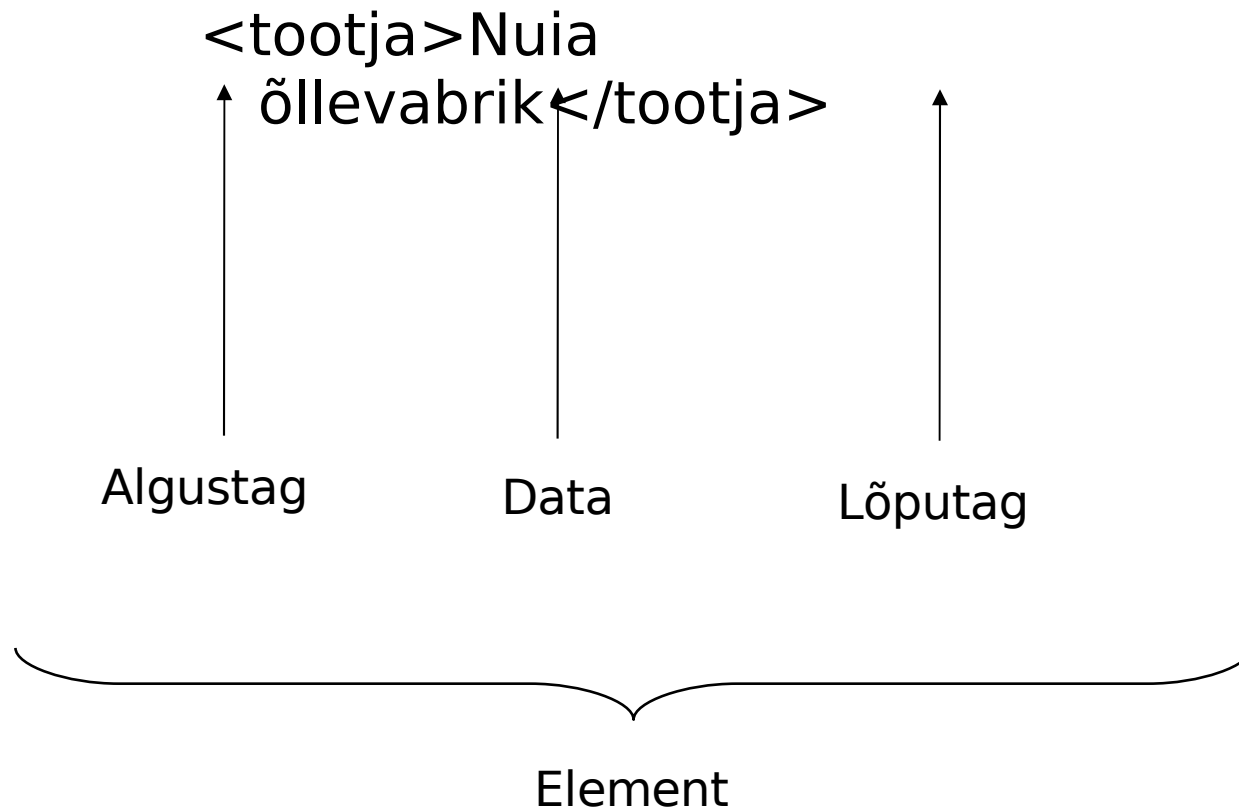 <tootja>Nuia
õllevabrik</tootja>
Algustag
Data
Lõputag
Element